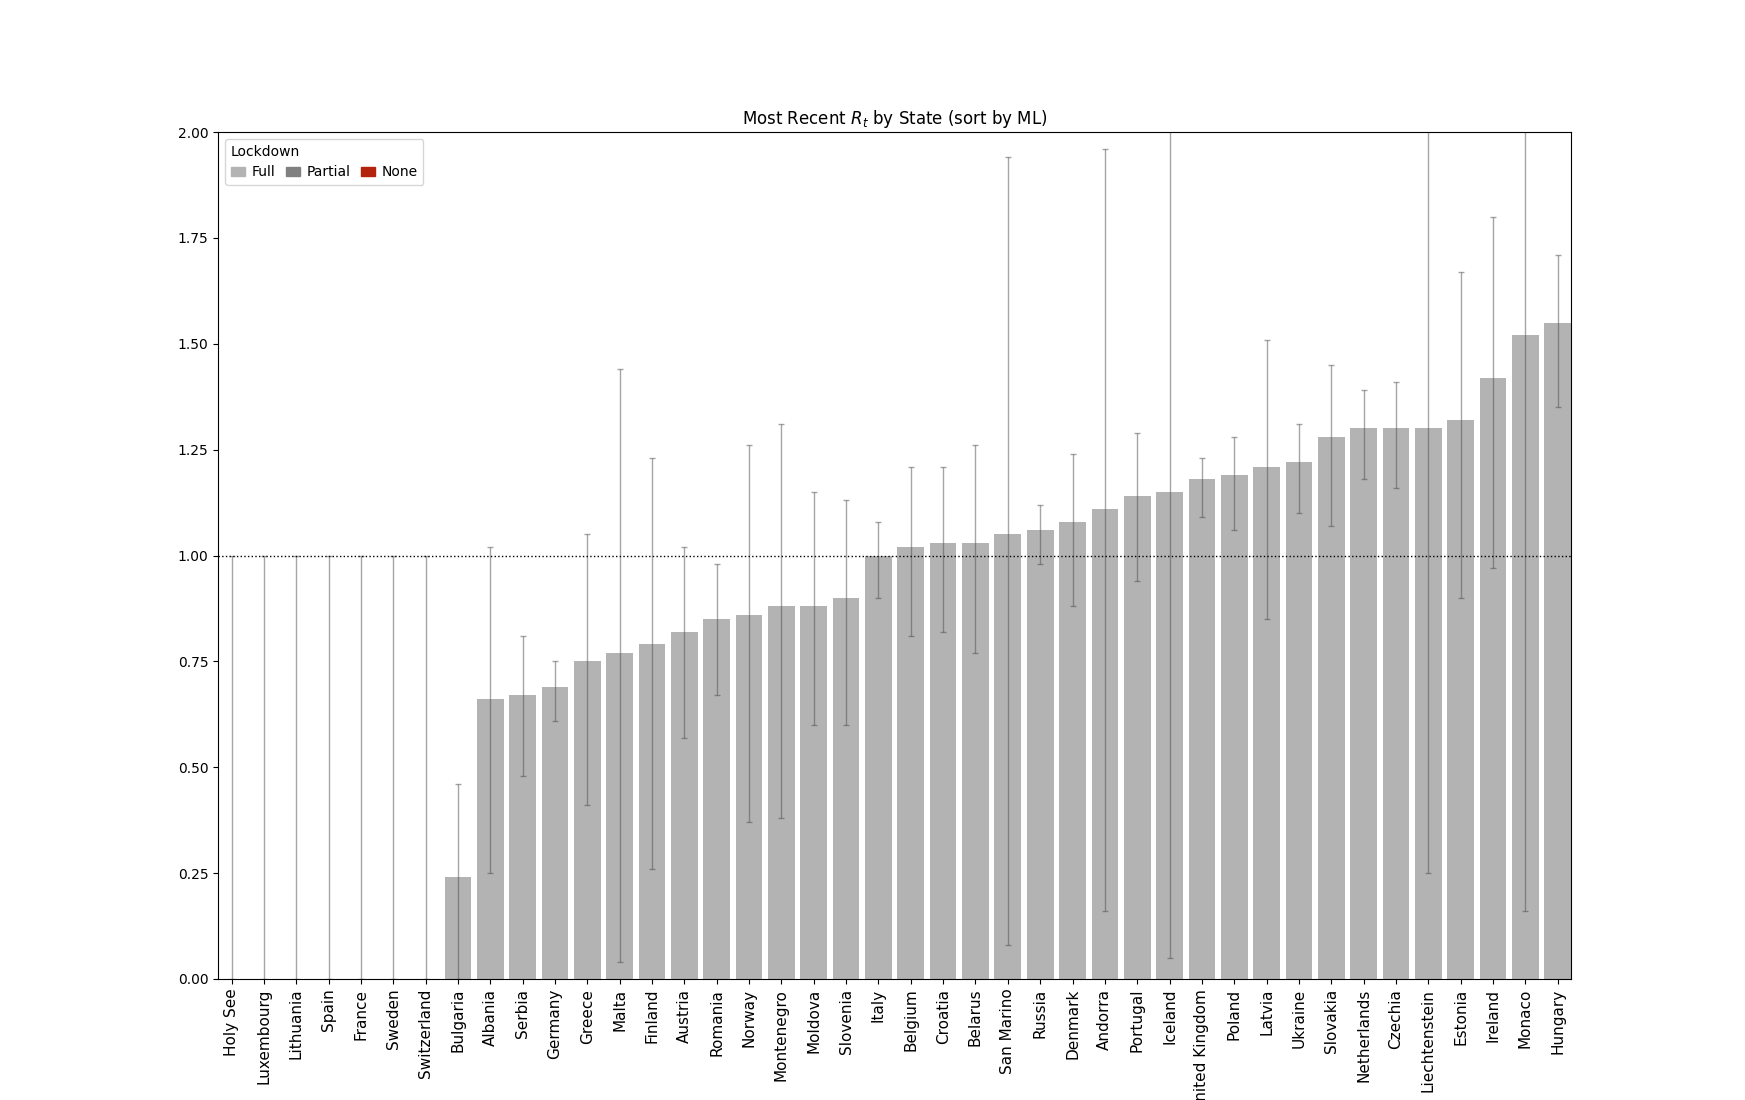 Most Recent R_t by State (sort by ML)
Lockdown
Full Partial None
2.00
1.75
1.50
1.25
1.00
0.75
0.50
0.25
0.00
Holy See
Luxembourg
Lithuania
Spain
France
Sweden
Switzerland
Bulgaria
Albania
Serbia
Germany
Greece
Malta
Finland
Austria
Romania
Norway
Montenegro
Moldova
Slovenia
Italy
Belgium
Croatia
Belarus
San Marino
Russia
Denmark
Andorra
Portugal
Iceland
nited Kingdom
Poland
Latvia
Ukraine
Slovakia
Netherlands
Czechia
Liechtenstein
Estonia
Ireland
Monaco
Hungary